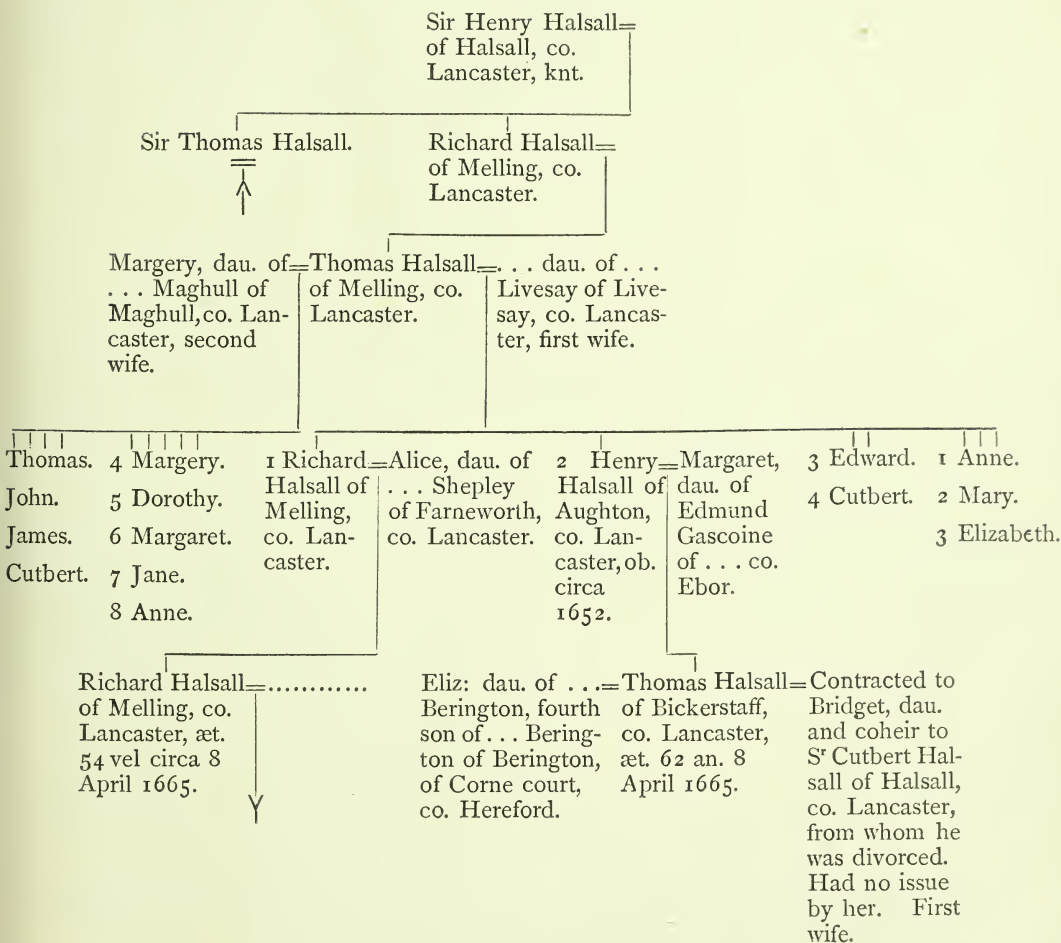 Sir Henry Halsall=
of Halsall, co.
Lancaster, knt.
Sir Thomas Halsall.
Richard Halsall=
of Melling, co.
Lancaster.
Margery, dau. of=
. . . Maghull of
Maghull, co. Lan-
caster, second
wife.
Thomas Halsall=
of Melling, co.
Lancaster.
. . . dau. of . . .
Livesay of Live-
say, co. Lancas-
ter, first wife.
Thomas.
John.
James.
Cutbert.
4 Margery.
5 Dorothy.
6 Margaret.
7 Jane.
8 Anne.
1 Richard=
Halsall of
Melling,
co. Lan-
caster.
Alice, dau. of
. . . Shepley
of Farneworth,
co. Lancaster.
2 Henry=
Halsall of
Aughton,
co. Lan-
caster, ob.
circa
1652.
Margaret,
dau. of
Edmund
Gascoine
of . . . co.
Ebor.
3 Edward.
4 Cutbert.
1 Anne.
2 Mary.
3 Elizabeth.
Richard Halsall=............
of Melling, co.
Lancaster, æt.
54 vel circa 8
April 1665.
Eliz: dau. of . . .=
Berington, fourth
son of . . . Bering-
ton of Berington,
of Corne court,
co. Hereford.
Thomas Halsall=
of Bickerstaff,
co. Lancaster,
æt. 62 an. 8
April 1665.
Contracted to
Bridget, dau.
and coheir to
Sʳ Cutbert Hal-
sall of Halsall,
co. Lancaster,
from whom he
was divorced.
Had no issue
by her. First
wife.